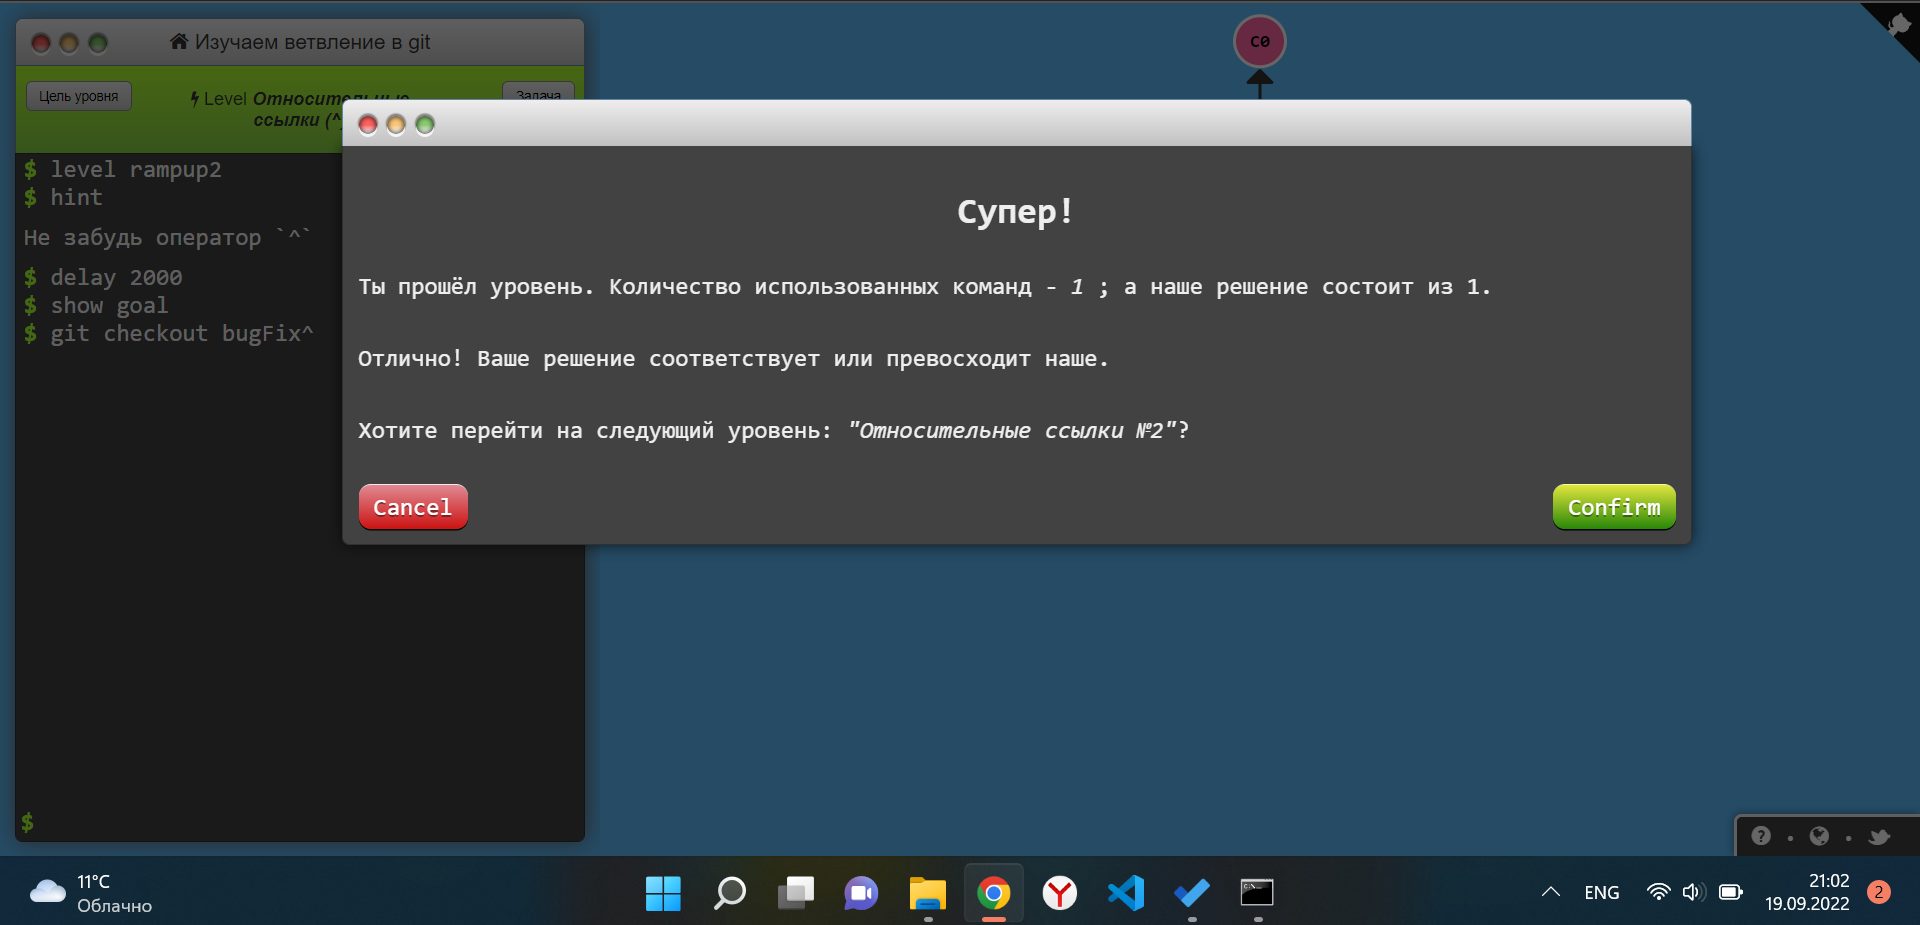 Изучаем ветвление в git
C0
Цель уровня
Level Относительные
ссылки (^
Задача
$ level rampup2
$ hint
Не забудь оператор `^`
$ delay 2000
$ show goal
$ git checkout bugFix^
$
Супер!
Ты прошёл уровень. Количество использованных команд - 1 ; а наше решение состоит из 1.
Отлично! Ваше решение соответствует или превосходит наше.
Хотите перейти на следующий уровень: "Относительные ссылки №2"?
Cancel
Confirm
11°C
Облачно
ENG
21:02
19.09.2022
2